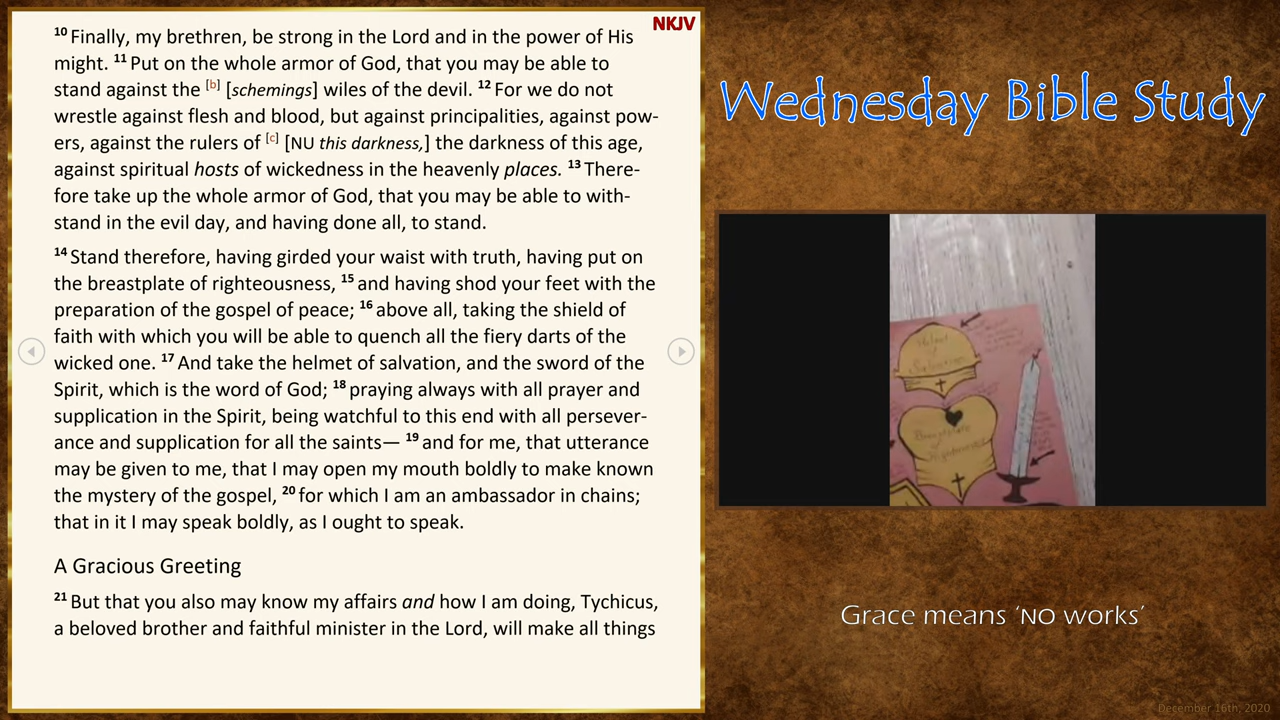 NKJV
10 Finally, my brethren, be strong in the Lord and in the power of His
might. 11 Put on the whole armor of God, that you may be able to
stand against the [b] [schemings] wiles of the devil. 12 For we do not
wrestle against flesh and blood, but against principalities, against pow-
ers, against the rulers of [c] [NU this darkness,] the darkness of this age,
against spiritual hosts of wickedness in the heavenly places. 13 There-
fore take up the whole armor of God, that you may be able to with-
stand in the evil day, and having done all, to stand.
14 Stand therefore, having girded your waist with truth, having put on
the breastplate of righteousness, 15 and having shod your feet with the
preparation of the gospel of peace; 16 above all, taking the shield of
faith with which you will be able to quench all the fiery darts of the
wicked one. 17 And take the helmet of salvation, and the sword of the
Spirit, which is the word of God; 18 praying always with all prayer and
supplication in the Spirit, being watchful to this end with all persever-
ance and supplication for all the saints— 19 and for me, that utterance
may be given to me, that I may open my mouth boldly to make known
the mystery of the gospel, 20 for which I am an ambassador in chains;
that in it I may speak boldly, as I ought to speak.
A Gracious Greeting
21 But that you also may know my affairs and how I am doing, Tychicus,
a beloved brother and faithful minister in the Lord, will make all things
Wednesday Bible Study
Helmet
of
Salvation
Breastplate
of
Grace means ‘NO works’
December 16th, 2020